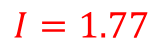 I = 1.77